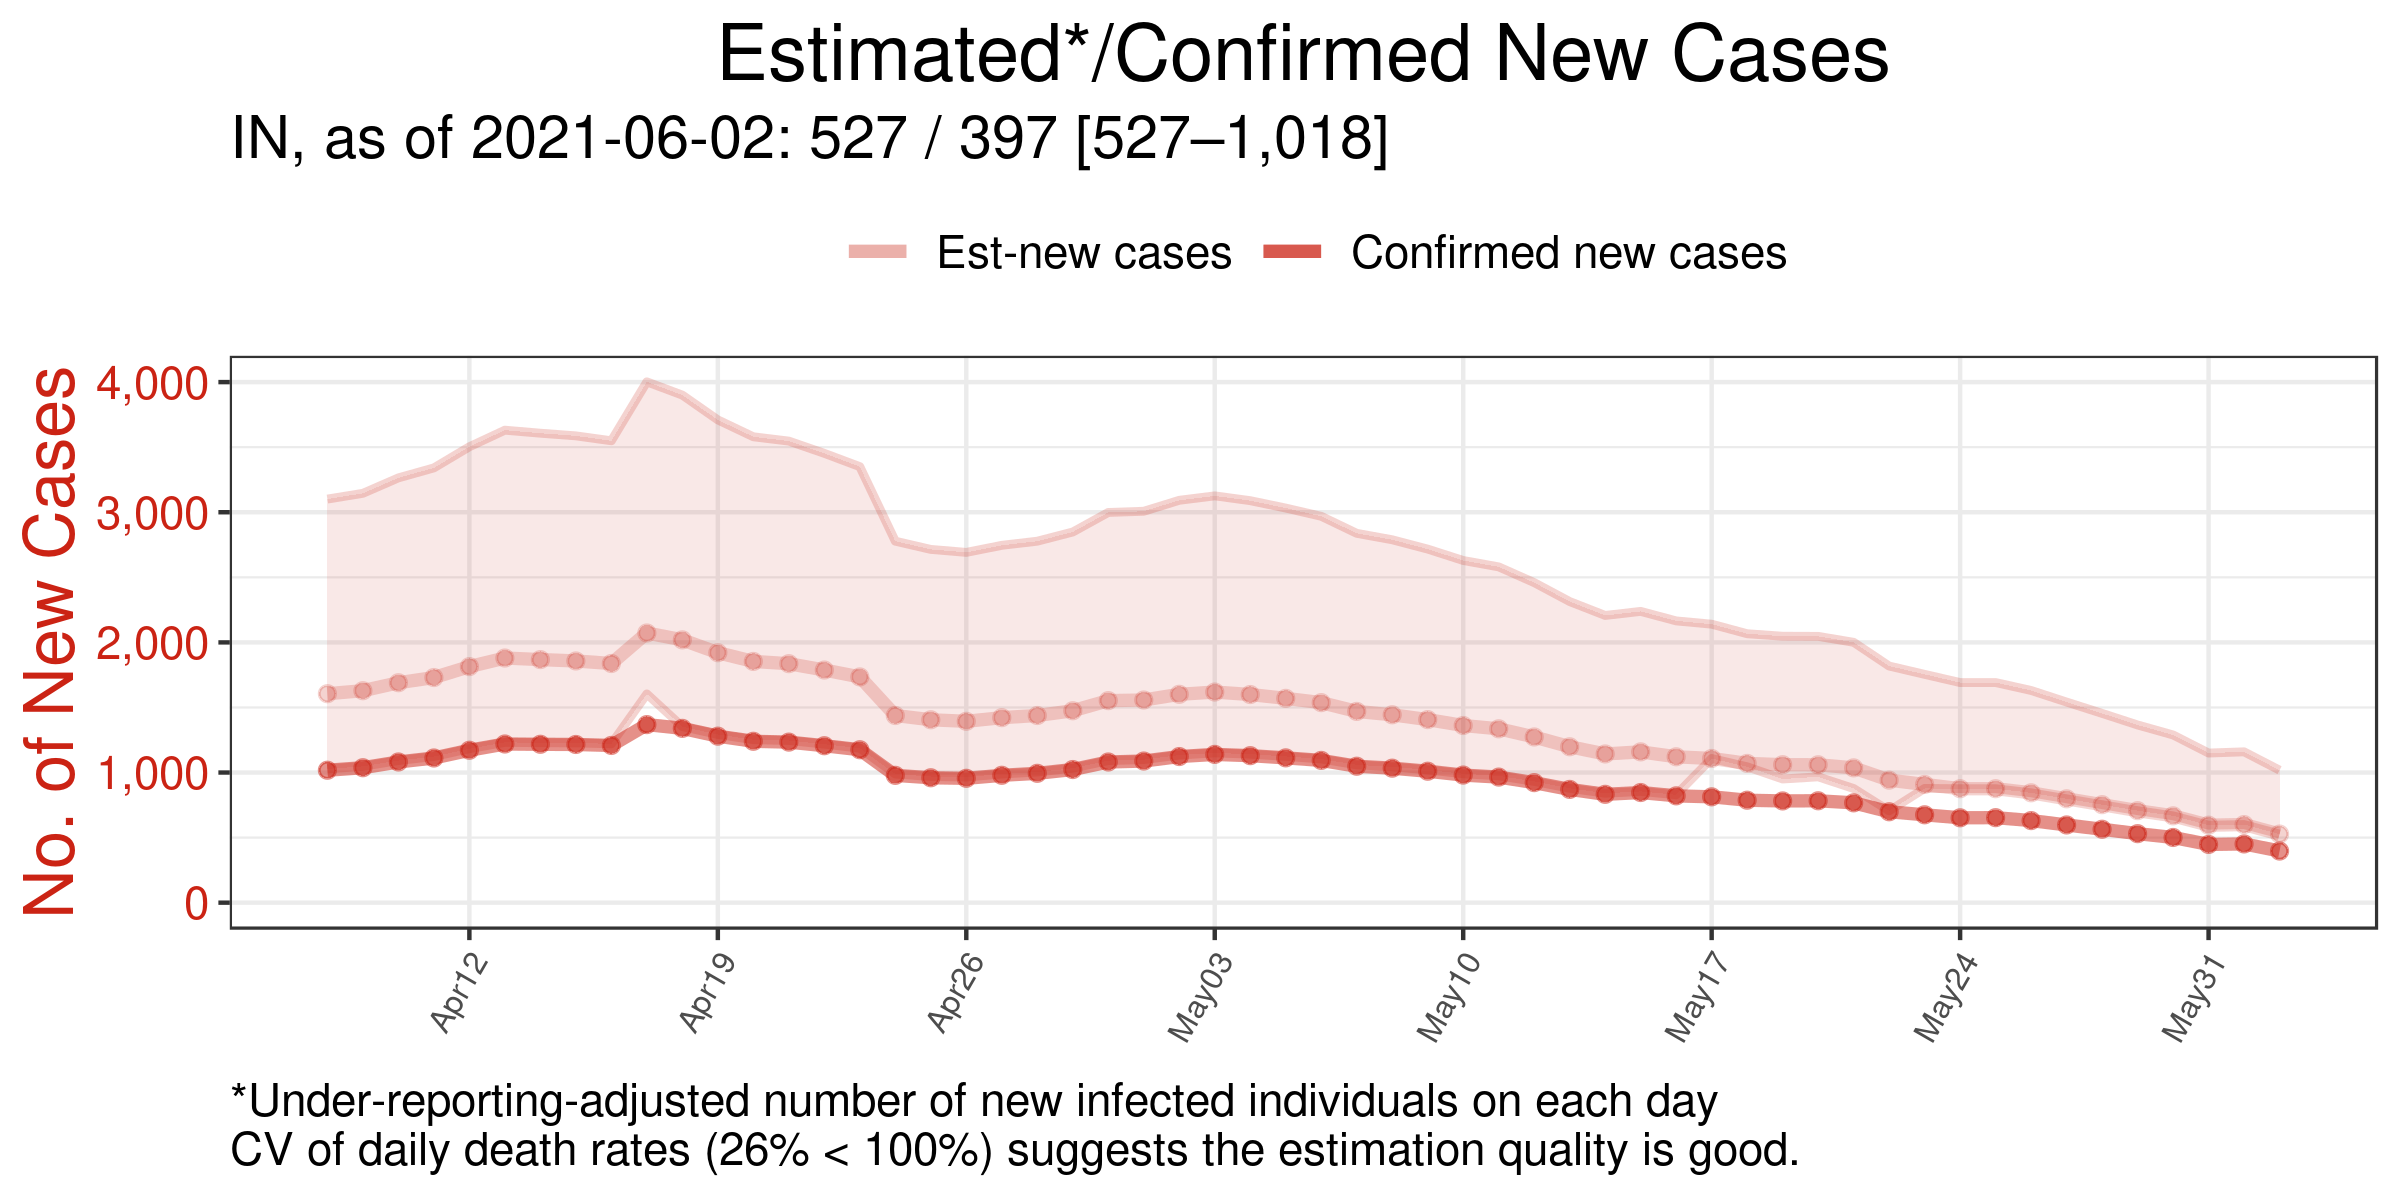 Estimated*/Confirmed New Cases
IN, as of 2021-06-02: 527 / 397 [527–1,018]
Est-new cases
Confirmed new cases
No. of New Cases
4,000
3,000
2,000
1,000
0
Apr12
Apr19
Apr26
May03
May10
May17
May24
May31
*Under-reporting-adjusted number of new infected individuals on each day
CV of daily death rates (26% < 100%) suggests the estimation quality is good.